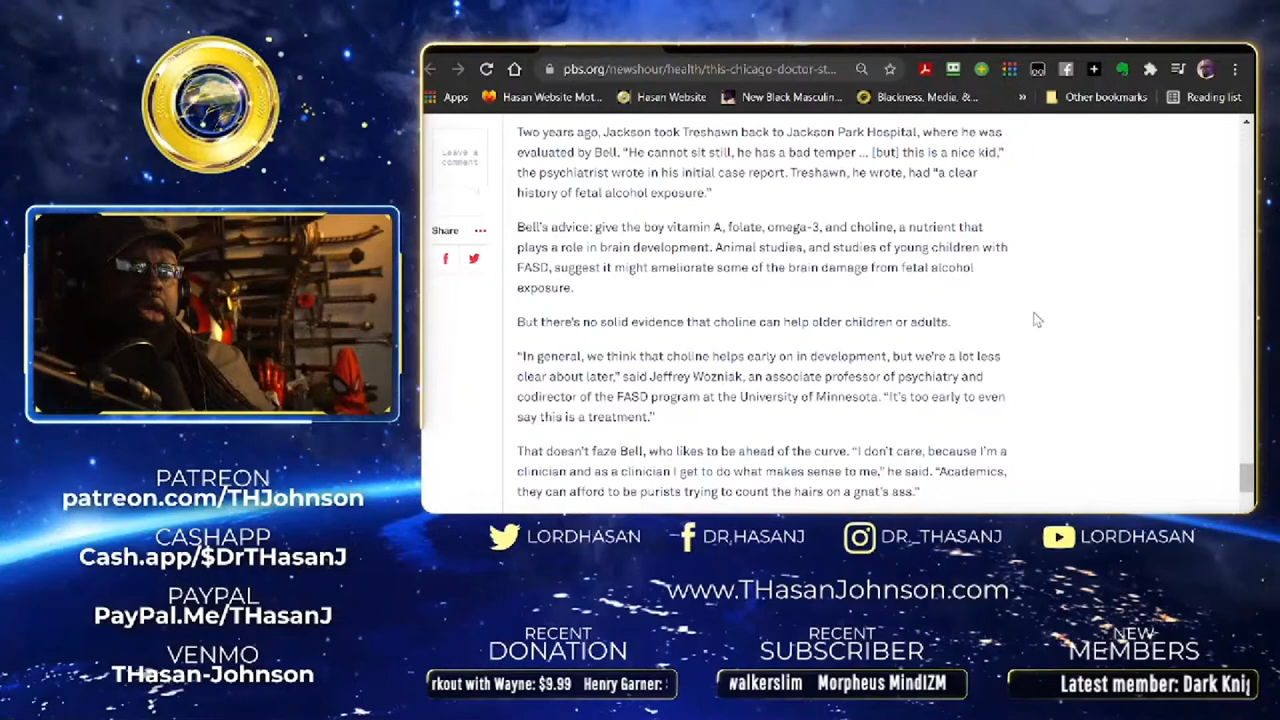 pbs.org/newshour/health/this-chicago-doctor-st...
Apps
Hasan Website Mot...
Hasan Website
New Black Masculin...
Blackness, Media, &...
»
Other bookmarks
Reading list
Leave a
comment
Share
Two years ago, Jackson took Treshawn back to Jackson Park Hospital, where he was
evaluated by Bell. “He cannot sit still, he has a bad temper ... [but] this is a nice kid,”
the psychiatrist wrote in his initial case report. Treshawn, he wrote, had “a clear
history of fetal alcohol exposure.”
Bell’s advice: give the boy vitamin A, folate, omega-3, and choline, a nutrient that
plays a role in brain development. Animal studies, and studies of young children with
FASD, suggest it might ameliorate some of the brain damage from fetal alcohol
exposure.
But there’s no solid evidence that choline can help older children or adults.
“In general, we think that choline helps early on in development, but we’re a lot less
clear about later,” said Jeffrey Wozniak, an associate professor of psychiatry and
codirector of the FASD program at the University of Minnesota. “It’s too early to even
say this is a treatment.”
That doesn’t faze Bell, who likes to be ahead of the curve. “I don’t care, because I’m a
clinician and as a clinician I get to do what makes sense to me,” he said. “Academics,
they can afford to be purists trying to count the hairs on a gnat’s ass.”
PATREON
patreon.com/THJohnson
CASHAPP
Cash.app/$DrTHasanJ
PAYPAL
PayPal.Me/THasanJ
VENMO
THasan-Johnson
LORDHASAN
DR,HASANJ
DR._THASANJ
LORDHASAN
www.THasanJohnson.com
RECENT
DONATION
rkout with Wayne: $9.99 Henry Garner:
RECENT
SUBSCRIBER
walkerslim Morpheus MindIZM
NEW
MEMBERS
Latest member: Dark Kni